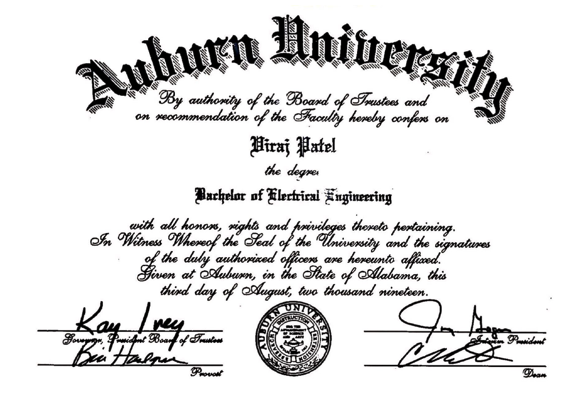 Auburn University
By authority of the Board of Trustees and
on recommendation of the Faculty hereby confers on
Viraj Patel
the degree
Bachelor of Electrical Engineering
with all honors, rights and privileges thereto pertaining.
In Witness Whereof the Seal of the University and the signatures
of the duly authorized officers are hereunto affixed.
Given at Auburn, in the State of Alabama, this
third day of August, two thousand nineteen.
Kay Ivey
Governor, President Board of Trustees
Interim President
Provost
Dean
AUBURN UNIVERSITY